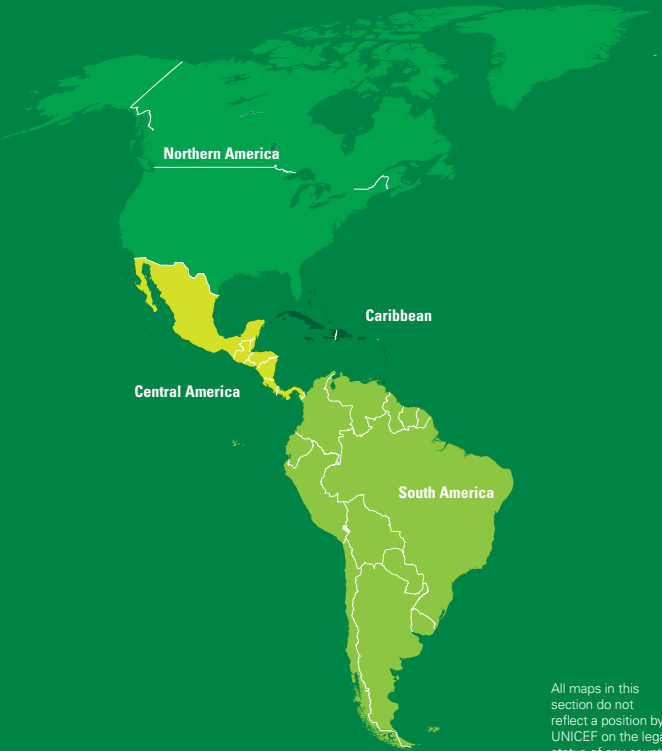 Northern America
Caribbean
Central America
South America
All maps in this
section do not
reflect a position by
UNICEF on the legal